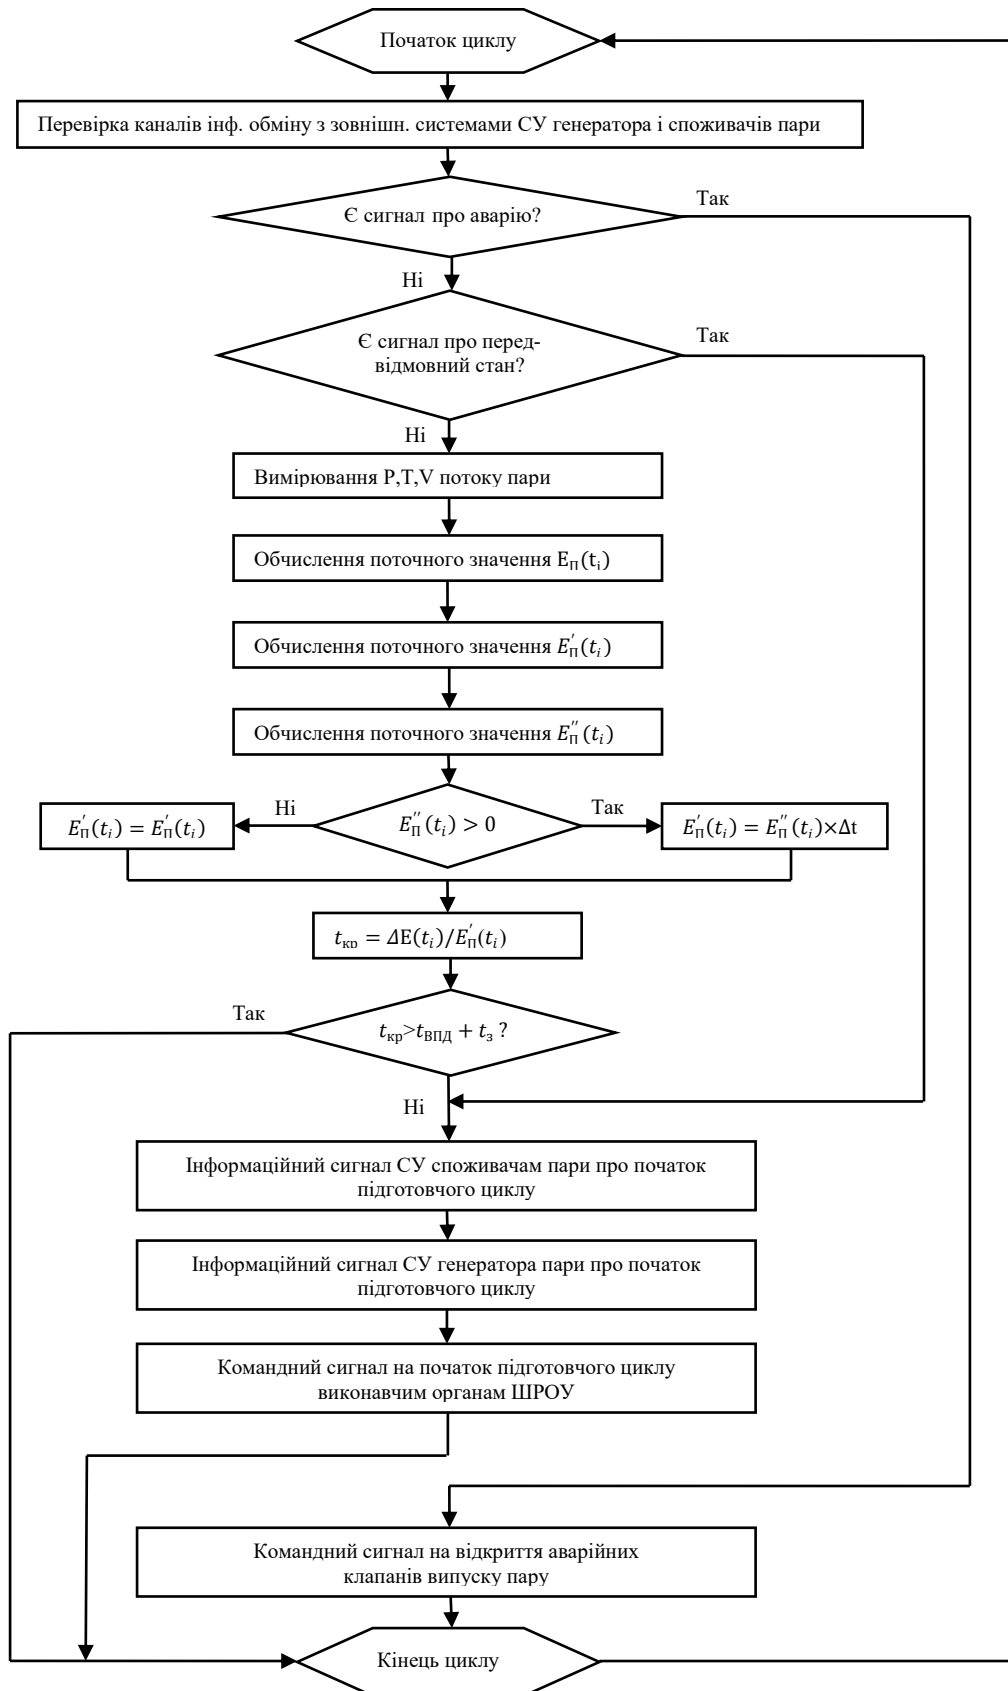 Початок циклу
Перевірка каналів інф. обміну з зовнішн. системами СУ генератора і споживачів пари
Є сигнал про аварію?
Так
Ні
Є сигнал про перед-
відмовний стан?
Так
Ні
Вимірювання P,T,V потоку пари
Обчислення поточного значення E_П(t_i)
Обчислення поточного значення E′_П(t_i)
Обчислення поточного значення E″_П(t_i)
Ні
E″_П(t_i) > 0
Так
E′_П(t_i) = E′_П(t_i)
E′_П(t_i) = E″_П(t_i)×Δt
t_кр = ΔE(t_i)/E′_П(t_i)
Так
t_кр>t_ВПД + t_з ?
Ні
Інформаційний сигнал СУ споживачам пари про початок
підготовчого циклу
Інформаційний сигнал СУ генератора пари про початок
підготовчого циклу
Командний сигнал на початок підготовчого циклу
виконавчим органам ШРОУ
Командний сигнал на відкриття аварійних
клапанів випуску пару
Кінець циклу